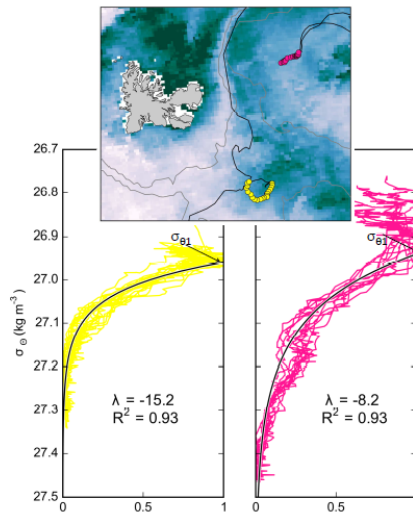 26.7
26.8
26.9
27.0
27.1
27.2
27.3
27.4
27.5
σΘ (kg m-3)
σθ1
σθ1
λ = -15.2
R2 = 0.93
λ = -8.2
R2 = 0.93
0 0.5 1
0 0.5